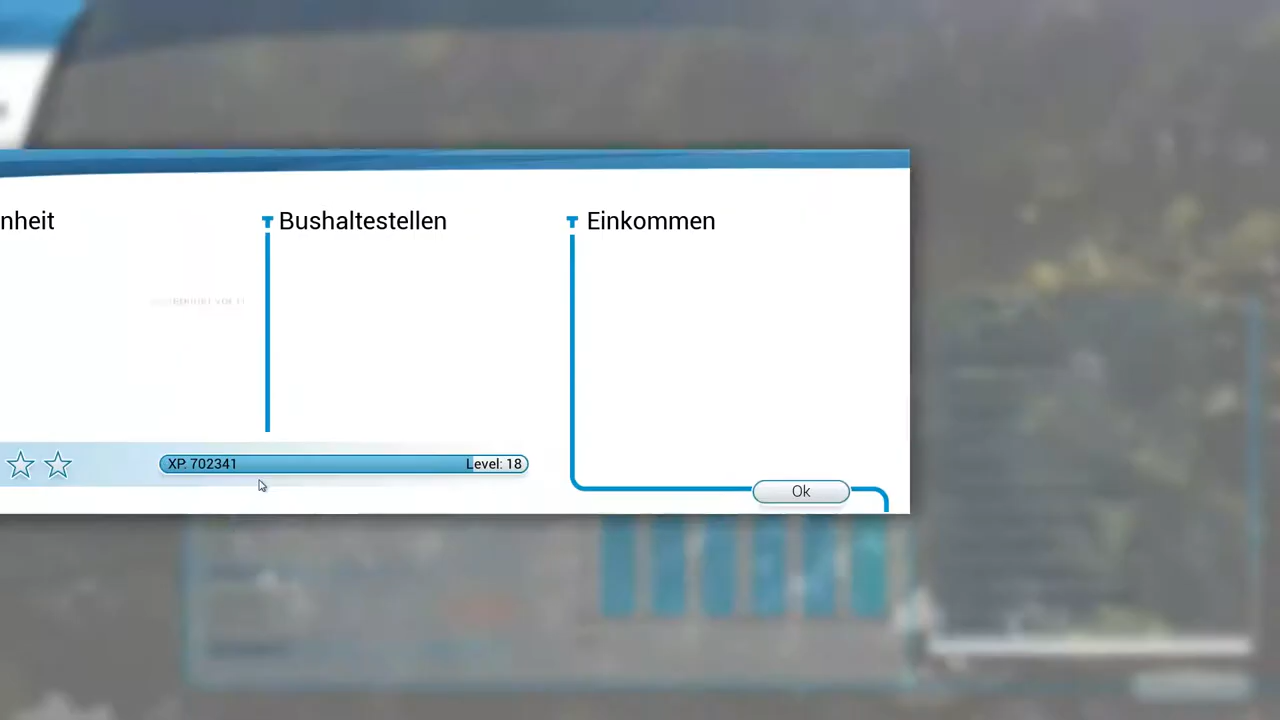 nheit
Bushaltestellen
Einkommen
XP: 702341
Level: 18
Ok